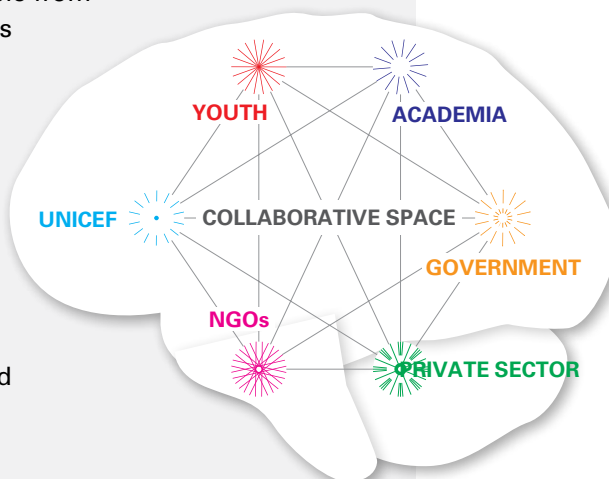 s
YOUTH
ACADEMIA
UNICEF
COLLABORATIVE SPACE
GOVERNMENT
NGOs
PRIVATE SECTOR
d